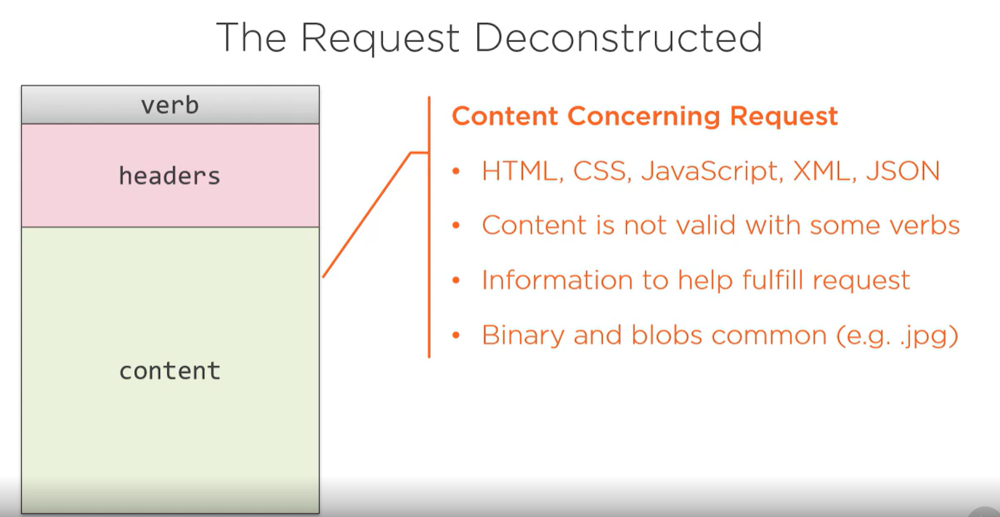 The Request Deconstructed
verb
headers
content
Content Concerning Request
• HTML, CSS, JavaScript, XML, JSON
• Content is not valid with some verbs
• Information to help fulfill request
• Binary and blobs common (e.g. .jpg)